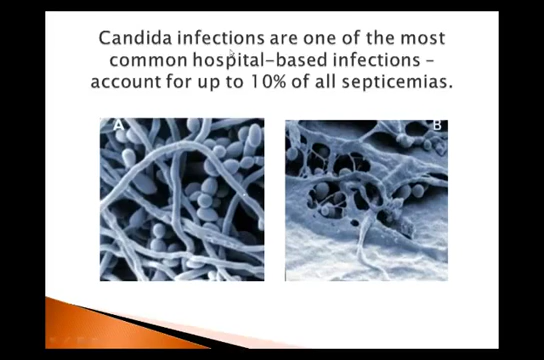 Candida infections are one of the most
common hospital-based infections –
account for up to 10% of all septicemias.
A
B